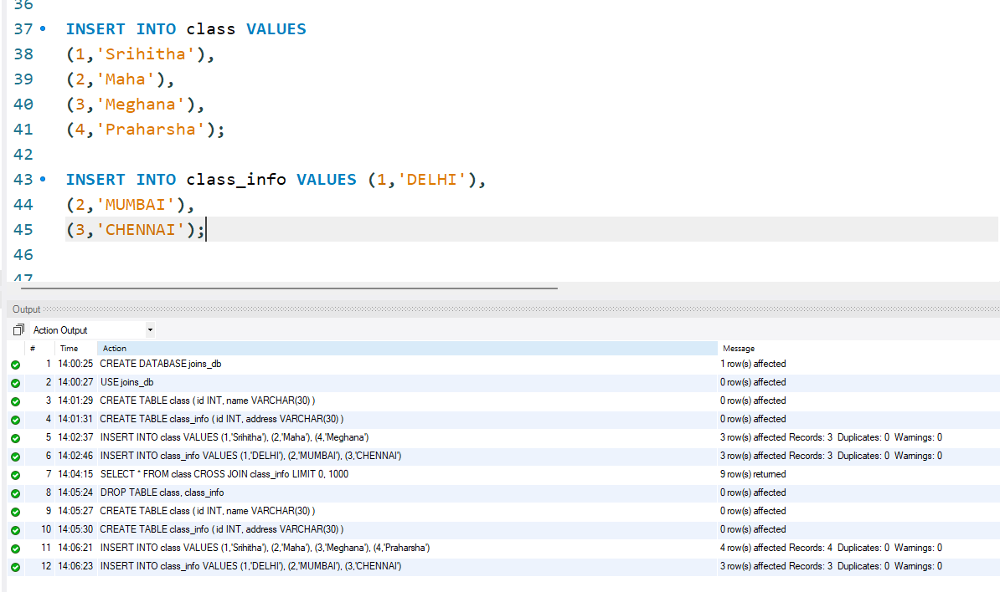 36
37 INSERT INTO class VALUES
38 (1,'Srihitha'),
39 (2,'Maha'),
40 (3,'Meghana'),
41 (4,'Praharsha');
42
43 INSERT INTO class_info VALUES (1,'DELHI'),
44 (2,'MUMBAI'),
45 (3,'CHENNAI');
46
47
Output
Action Output
# Time Action Message
1 14:00:25 CREATE DATABASE joins_db 1 row(s) affected
2 14:00:27 USE joins_db 0 row(s) affected
3 14:01:29 CREATE TABLE class ( id INT, name VARCHAR(30) ) 0 row(s) affected
4 14:01:31 CREATE TABLE class_info ( id INT, address VARCHAR(30) ) 0 row(s) affected
5 14:02:37 INSERT INTO class VALUES (1,'Srihitha'), (2,'Maha'), (4,'Meghana') 3 row(s) affected Records: 3 Duplicates: 0 Warnings: 0
6 14:02:46 INSERT INTO class_info VALUES (1,'DELHI'), (2,'MUMBAI'), (3,'CHENNAI') 3 row(s) affected Records: 3 Duplicates: 0 Warnings: 0
7 14:04:15 SELECT * FROM class CROSS JOIN class_info LIMIT 0, 1000 9 row(s) returned
8 14:05:24 DROP TABLE class, class_info 0 row(s) affected
9 14:05:27 CREATE TABLE class ( id INT, name VARCHAR(30) ) 0 row(s) affected
10 14:05:30 CREATE TABLE class_info ( id INT, address VARCHAR(30) ) 0 row(s) affected
11 14:06:21 INSERT INTO class VALUES (1,'Srihitha'), (2,'Maha'), (3,'Meghana'), (4,'Praharsha') 4 row(s) affected Records: 4 Duplicates: 0 Warnings: 0
12 14:06:23 INSERT INTO class_info VALUES (1,'DELHI'), (2,'MUMBAI'), (3,'CHENNAI') 3 row(s) affected Records: 3 Duplicates: 0 Warnings: 0